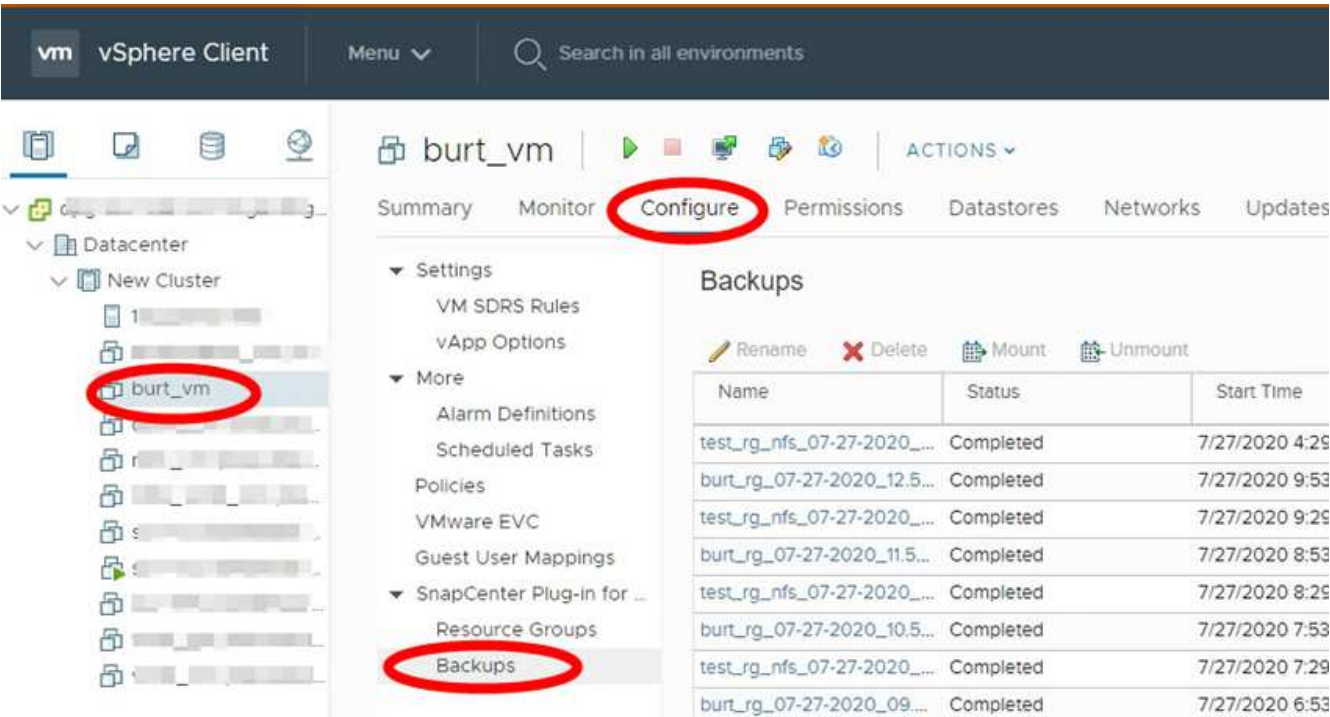 vm vSphere Client Menu Search in all environments
burt_vm ACTIONS
Summary Monitor Configure Permissions Datastores Networks Updates
Datacenter
New Cluster
burt_vm
Settings
VM SDRS Rules
vApp Options
More
Alarm Definitions
Scheduled Tasks
Policies
VMware EVC
Guest User Mappings
SnapCenter Plug-in for ...
Resource Groups
Backups
Backups
Rename Delete Mount Unmount
Name Status Start Time
test_rg_nfs_07-27-2020_... Completed 7/27/2020 4:29
burt_rg_07-27-2020_12.5... Completed 7/27/2020 9:53
test_rg_nfs_07-27-2020_... Completed 7/27/2020 9:29
burt_rg_07-27-2020_11.5... Completed 7/27/2020 8:53
test_rg_nfs_07-27-2020_... Completed 7/27/2020 8:29
burt_rg_07-27-2020_10.5... Completed 7/27/2020 7:53
test_rg_nfs_07-27-2020_... Completed 7/27/2020 7:29
burt_rg_07-27-2020_09.... Completed 7/27/2020 6:53